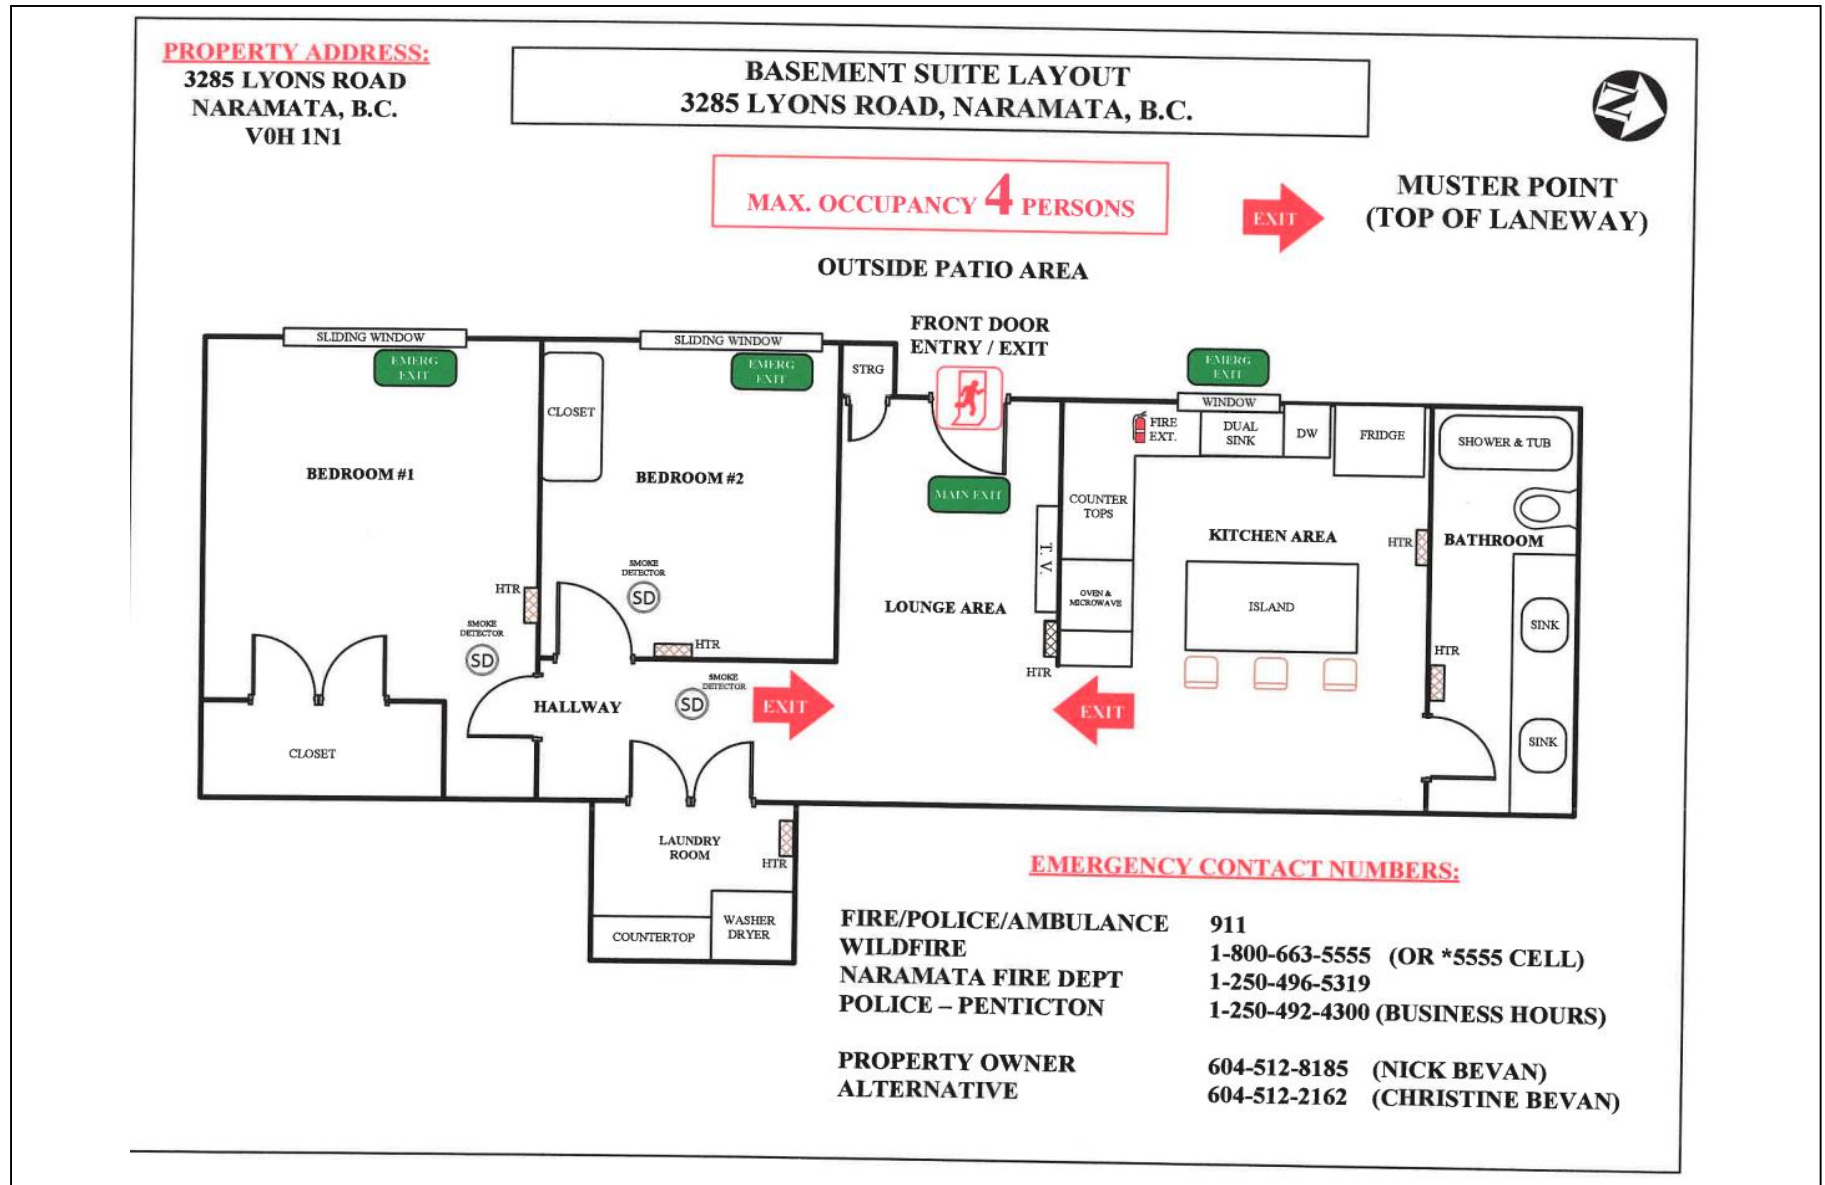 PROPERTY ADDRESS:
3285 LYONS ROAD
NARAMATA, B.C.
V0H 1N1
BASEMENT SUITE LAYOUT
3285 LYONS ROAD, NARAMATA, B.C.
N
MAX. OCCUPANCY 4 PERSONS
EXIT
MUSTER POINT
(TOP OF LANEWAY)
OUTSIDE PATIO AREA
FRONT DOOR
ENTRY / EXIT
SLIDING WINDOW
EMERG
EXIT
SLIDING WINDOW
EMERG
EXIT
STRG
EMERG
EXIT
WINDOW
CLOSET
FIRE
EXT.
DUAL
SINK
DW
FRIDGE
SHOWER & TUB
BEDROOM #1
BEDROOM #2
MAIN EXIT
COUNTER
TOPS
KITCHEN AREA
HTR
BATHROOM
T. V.
SMOKE
DETECTOR
SD
HTR
OVEN &
MICROWAVE
LOUNGE AREA
ISLAND
SINK
SMOKE
DETECTOR
SD
HTR
HTR
HTR
SMOKE
DETECTOR
SD
HALLWAY
EXIT
EXIT
SINK
CLOSET
LAUNDRY
ROOM
HTR
COUNTERTOP
WASHER
DRYER
EMERGENCY CONTACT NUMBERS:
FIRE/POLICE/AMBULANCE 911
WILDFIRE 1-800-663-5555 (OR *5555 CELL)
NARAMATA FIRE DEPT 1-250-496-5319
POLICE – PENTICTON 1-250-492-4300 (BUSINESS HOURS)
PROPERTY OWNER 604-512-8185 (NICK BEVAN)
ALTERNATIVE 604-512-2162 (CHRISTINE BEVAN)